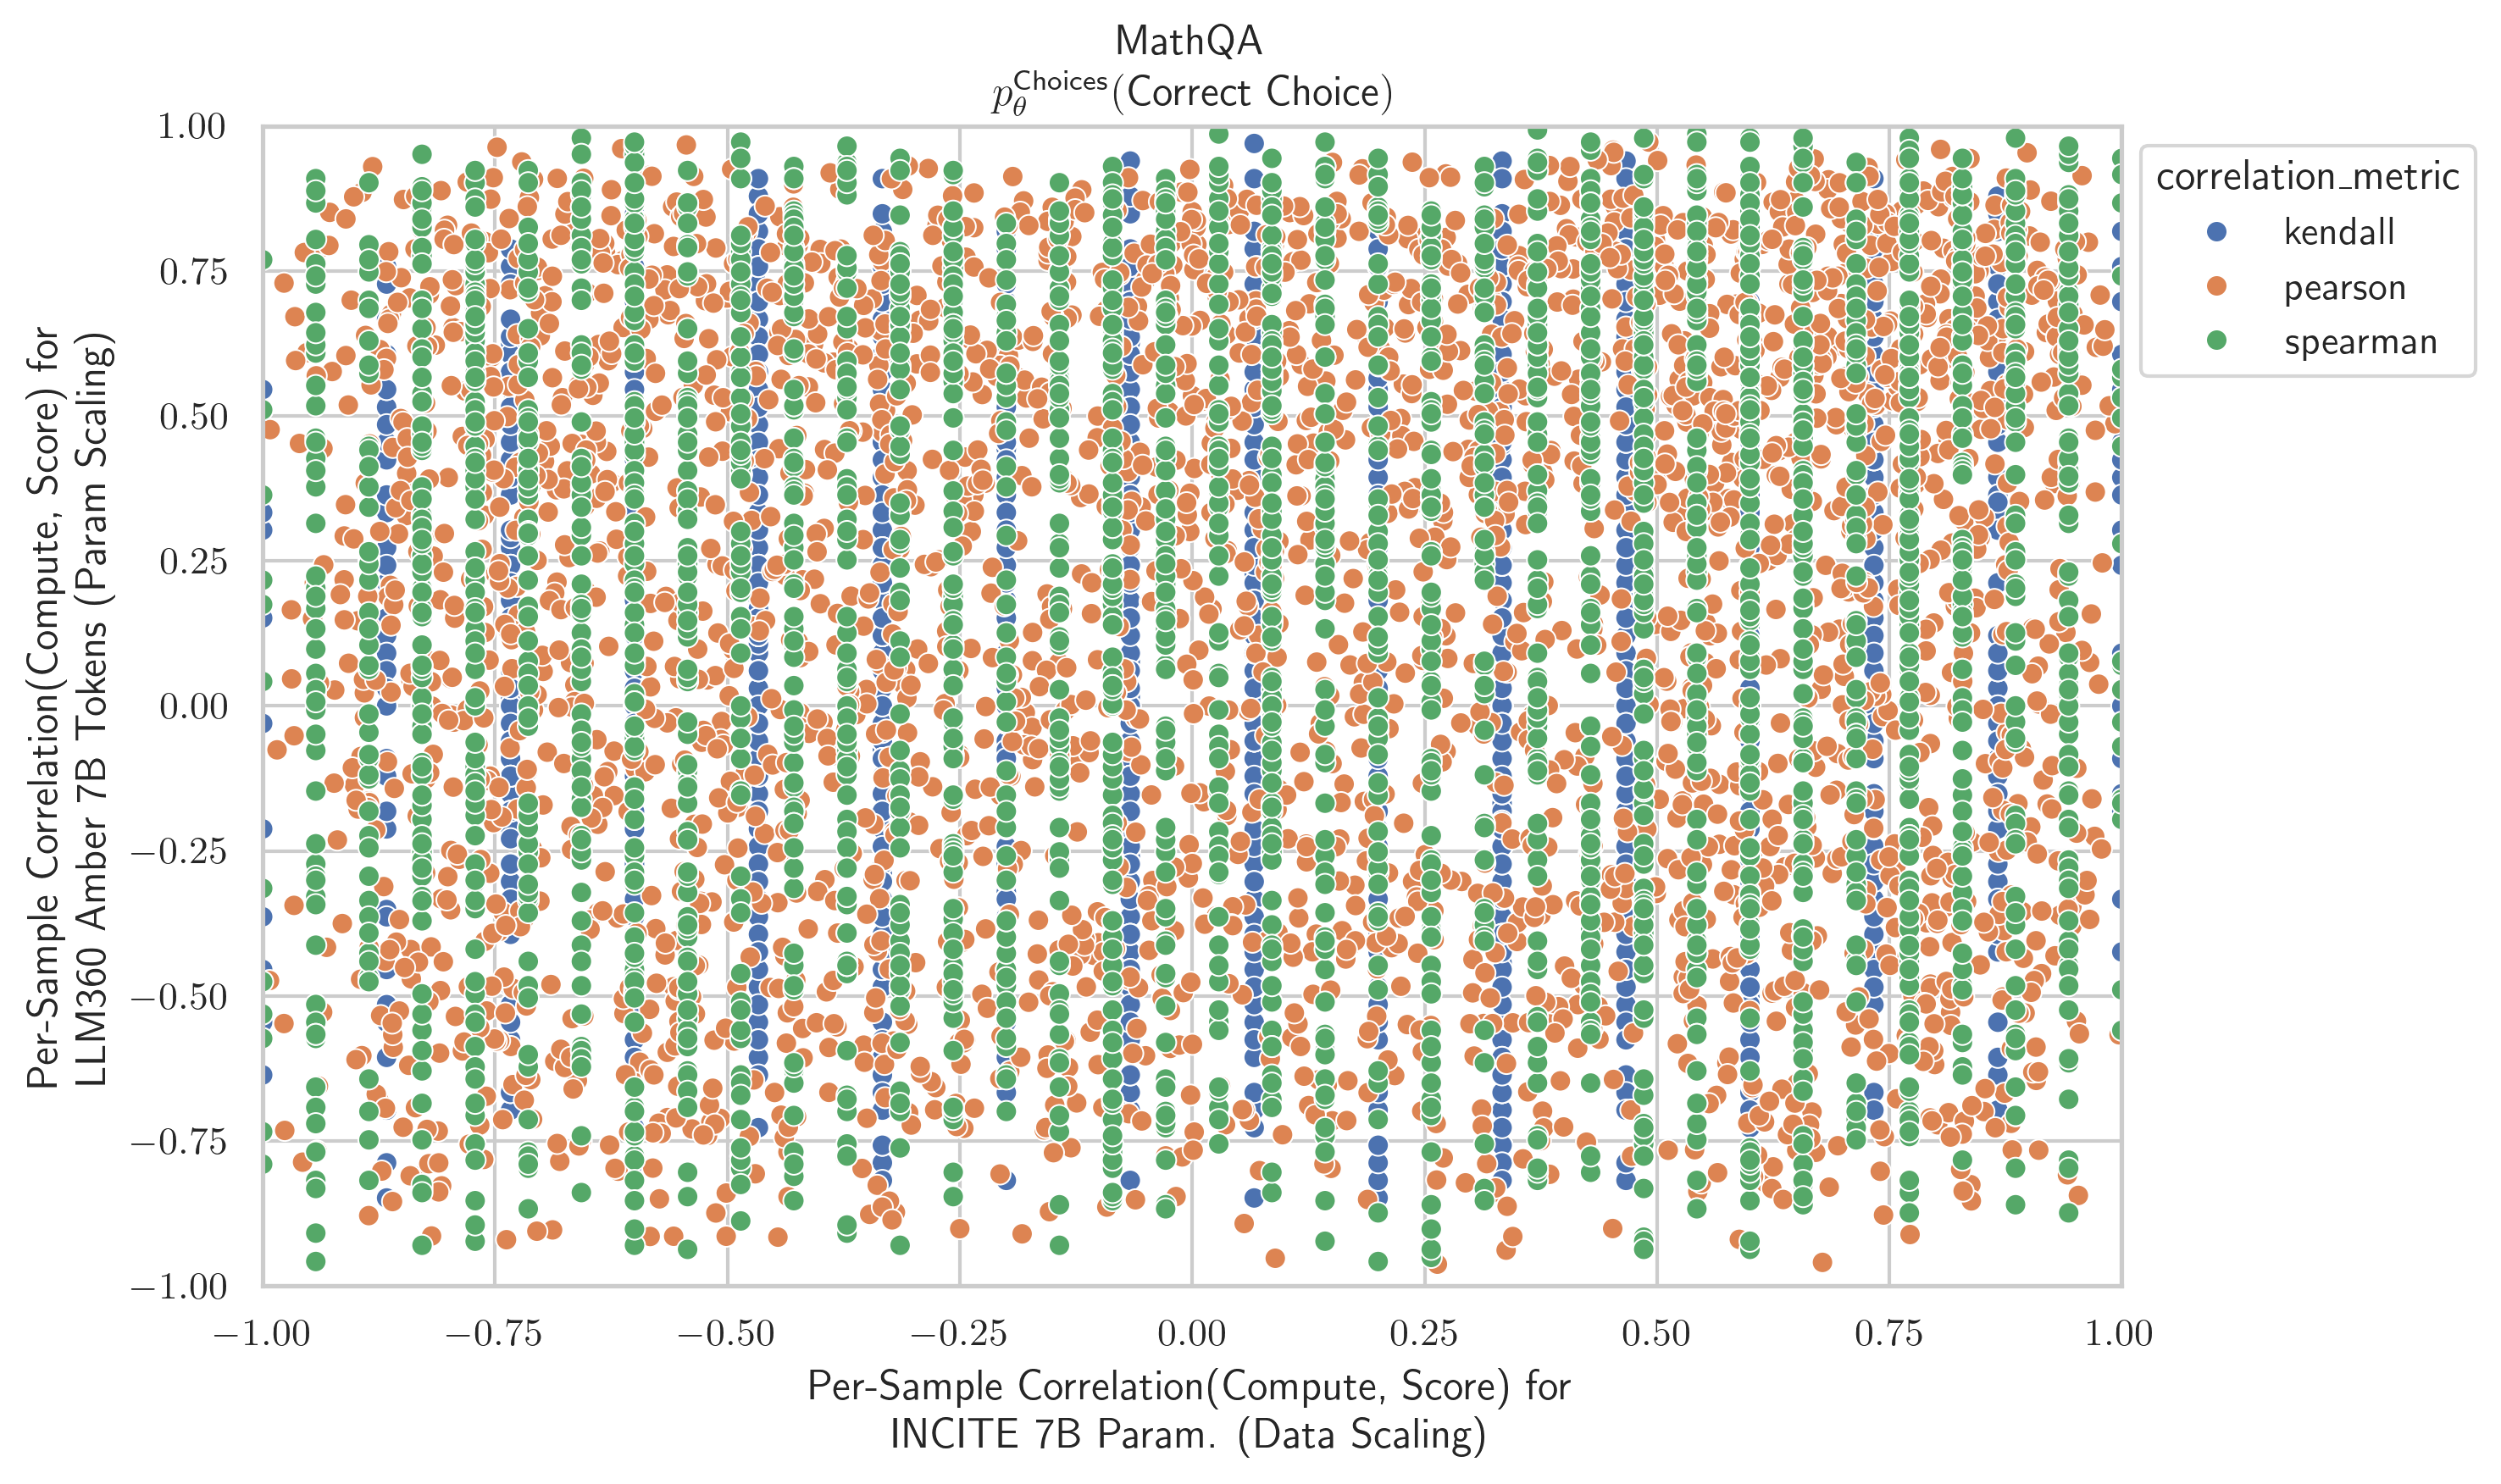 MathQA
p_θ^Choices(Correct Choice)
Per-Sample Correlation(Compute, Score) for
LLM360 Amber 7B Tokens (Param Scaling)
1.00
0.75
0.50
0.25
0.00
−0.25
−0.50
−0.75
−1.00
correlation_metric
kendall
pearson
spearman
−1.00 −0.75 −0.50 −0.25 0.00 0.25 0.50 0.75 1.00
Per-Sample Correlation(Compute, Score) for
INCITE 7B Param. (Data Scaling)